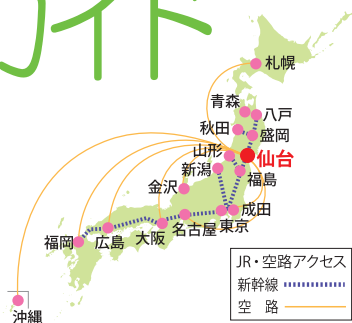 ガイド
札幌
青森
八戸
秋田
盛岡
山形
仙台
新潟
福島
金沢
成田
東京
名古屋
大阪
広島
福岡
沖縄
JR・空路アクセス
新幹線
空 路